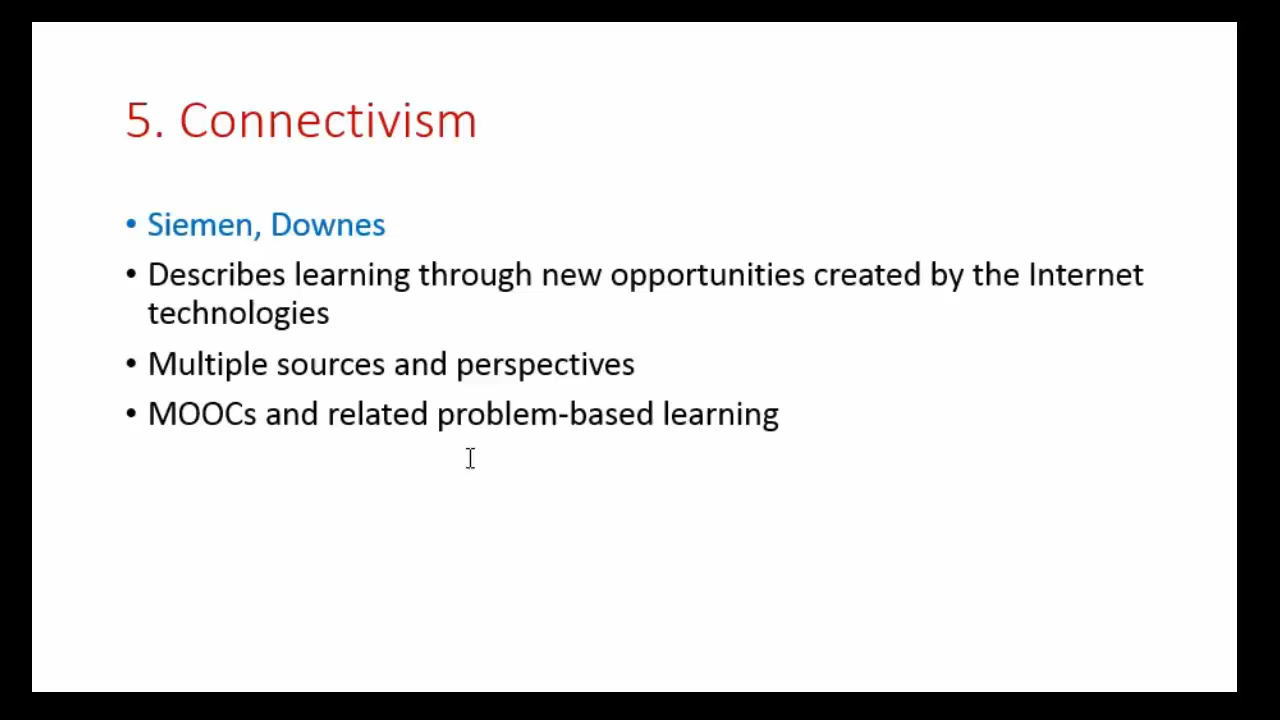 5. Connectivism
• Siemen, Downes
• Describes learning through new opportunities created by the Internet
technologies
• Multiple sources and perspectives
• MOOCs and related problem-based learning